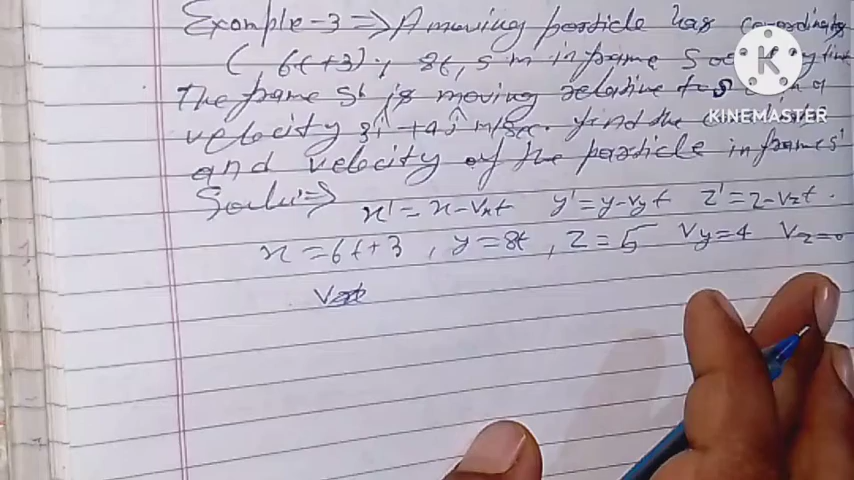 Example-3 ⇒ A moving particle has co-ordinates
( 6t+3), 8t, 5 m in frame S
The frame S' is moving relative to S
velocity 3î + 4ĵ m/sec. find the
and velocity of the particle in frame S'
Solu ⇒
x' = x - Vxt y' = y - Vyt z' = z - Vzt.
x = 6t+3 , y = 8t , z = 5 Vy = 4 Vz = 0
K
KINEMASTER